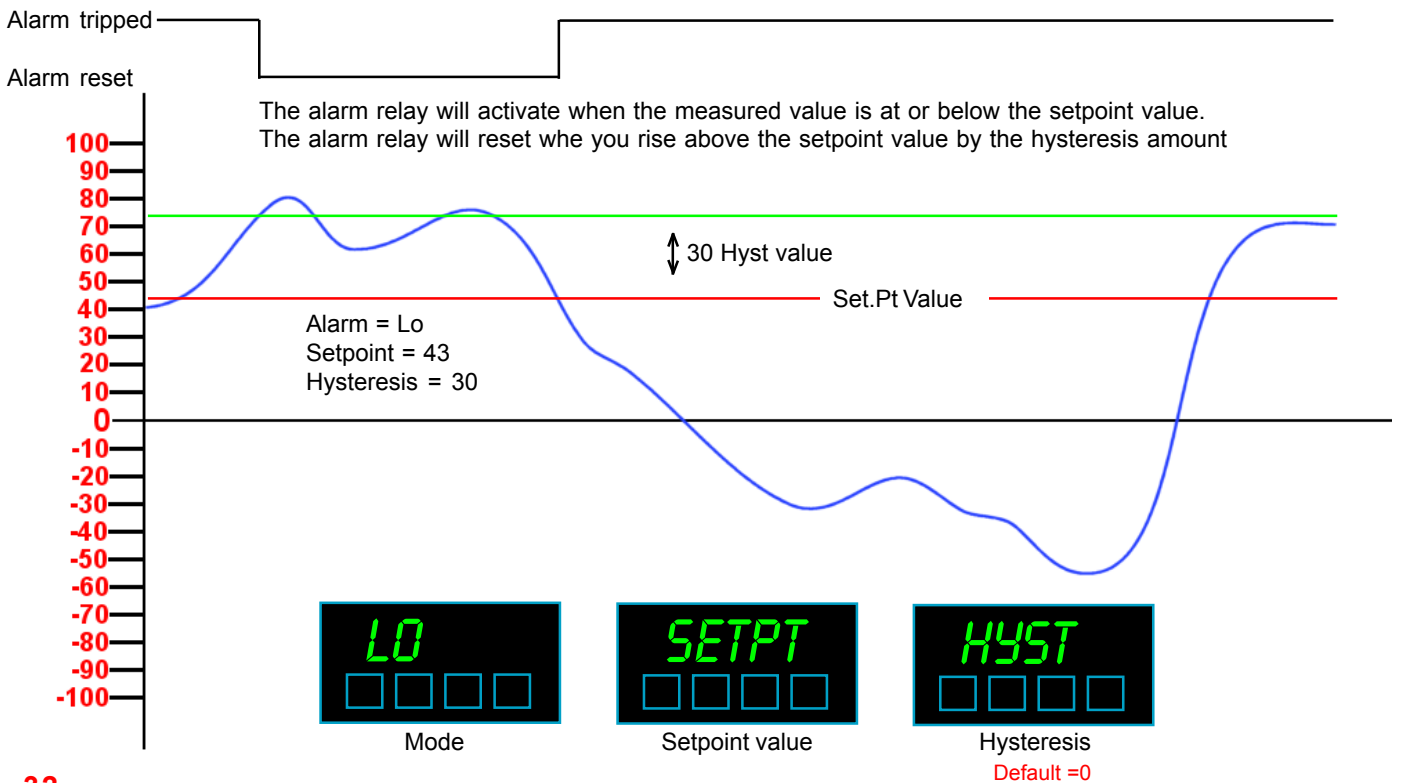 Alarm tripped
Alarm reset
The alarm relay will activate when the measured value is at or below the setpoint value.
The alarm relay will reset whe you rise above the setpoint value by the hysteresis amount
100
90
80
70
60
50
40
30
20
10
0
-10
-20
-30
-40
-50
-60
-70
-80
-90
-100
30 Hyst value
Set.Pt Value
Alarm = Lo
Setpoint = 43
Hysteresis = 30
LO
SETPT
HYST
Mode
Setpoint value
Hysteresis
Default =0